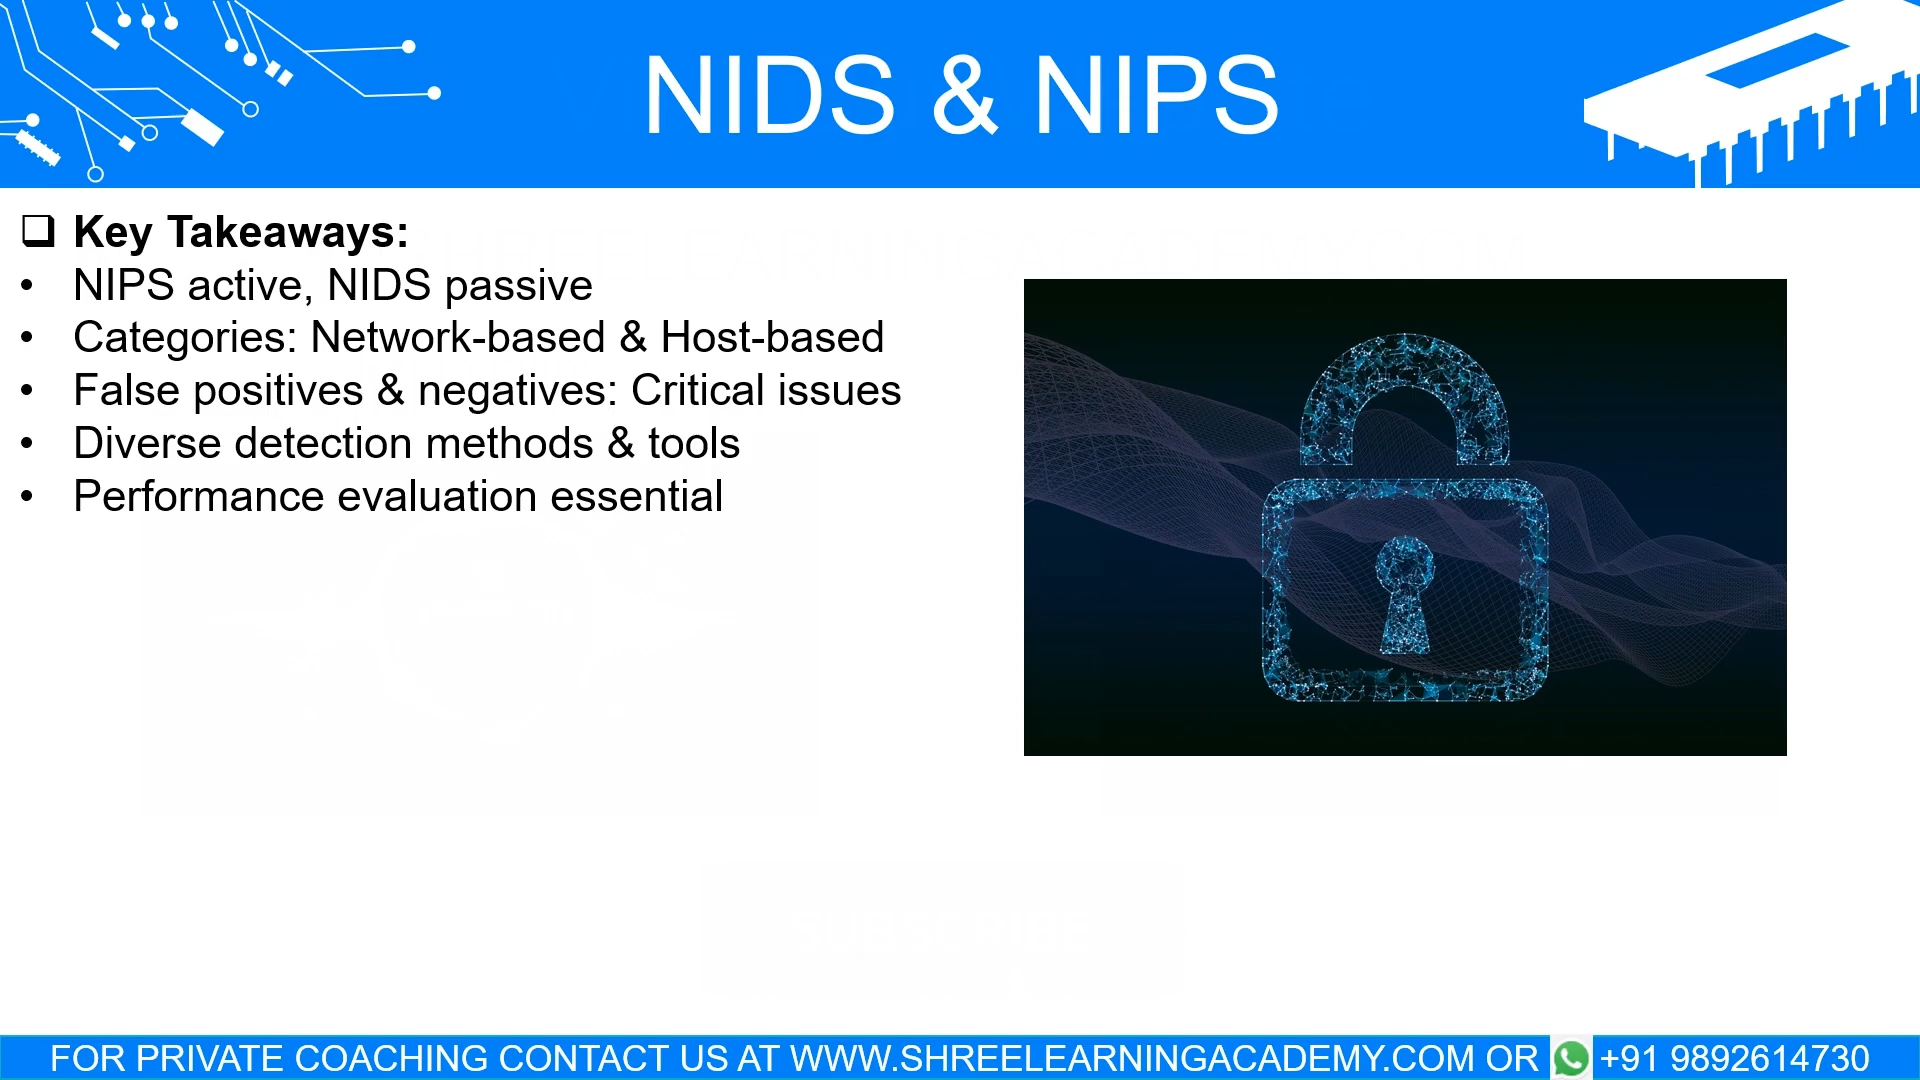 NIDS & NIPS
❑ Key Takeaways:
• NIPS active, NIDS passive
• Categories: Network-based & Host-based
• False positives & negatives: Critical issues
• Diverse detection methods & tools
• Performance evaluation essential
FOR PRIVATE COACHING CONTACT US AT WWW.SHREELEARNINGACADEMY.COM OR +91 9892614730